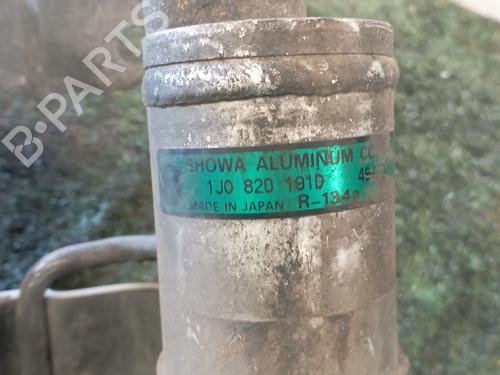 B-PARTS
SHOWA ALUMINUM CO
1J0 820 191D
MADE IN JAPAN R-134a